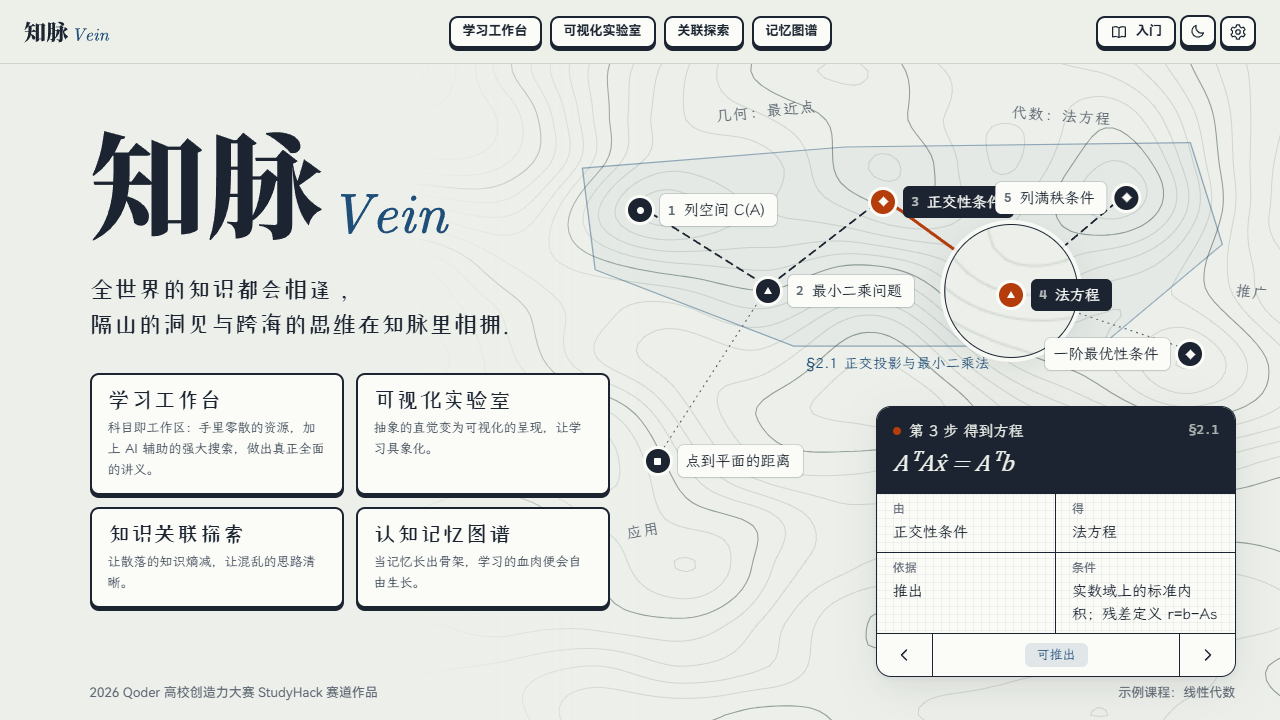 知脉 Vein
学习工作台
可视化实验室
关联探索
记忆图谱
入门
知脉 Vein
全世界的知识都会相逢，
隔山的洞见与跨海的思维在知脉里相拥.
学习工作台
科目即工作区：手里零散的资源，加
上 AI 辅助的强大搜索，做出真正全面
的讲义。
可视化实验室
抽象的直觉变为可视化的呈现，让学
习具象化。
知识关联探索
让散落的知识熵减，让混乱的思路清
晰。
认知记忆图谱
当记忆长出骨架，学习的血肉便会自
由生长。
2026 Qoder 高校创造力大赛 StudyHack 赛道作品
几何：最近点
代数：法方程
1 列空间 C(A)
3 正交性条件
5 列满秩条件
2 最小二乘问题
4 法方程
推广
一阶最优性条件
§2.1 正交投影与最小二乘法
点到平面的距离
应用
第 3 步 得到方程
§2.1
AᵀAx̂ = Aᵀb
由
正交性条件
得
法方程
依据
推出
条件
实数域上的标准内
积；残差定义 r=b−As
可推出
示例课程：线性代数